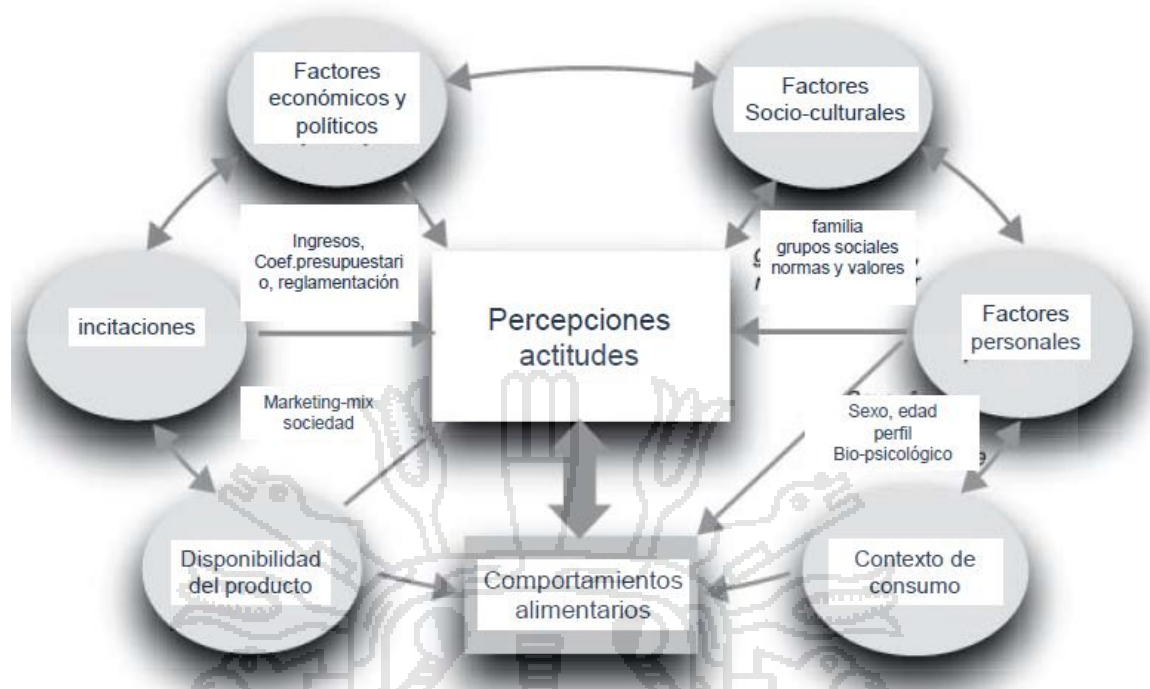 Factores
económicos y
políticos
Factores
Socio-culturales
Ingresos,
Coef.presupuestari
o, reglamentación
familia
grupos sociales
normas y valores
incitaciones
Percepciones
actitudes
Factores
personales
Marketing-mix
sociedad
Sexo, edad
perfil
Bio-psicológico
Disponibilidad
del producto
Comportamientos
alimentarios
Contexto de
consumo